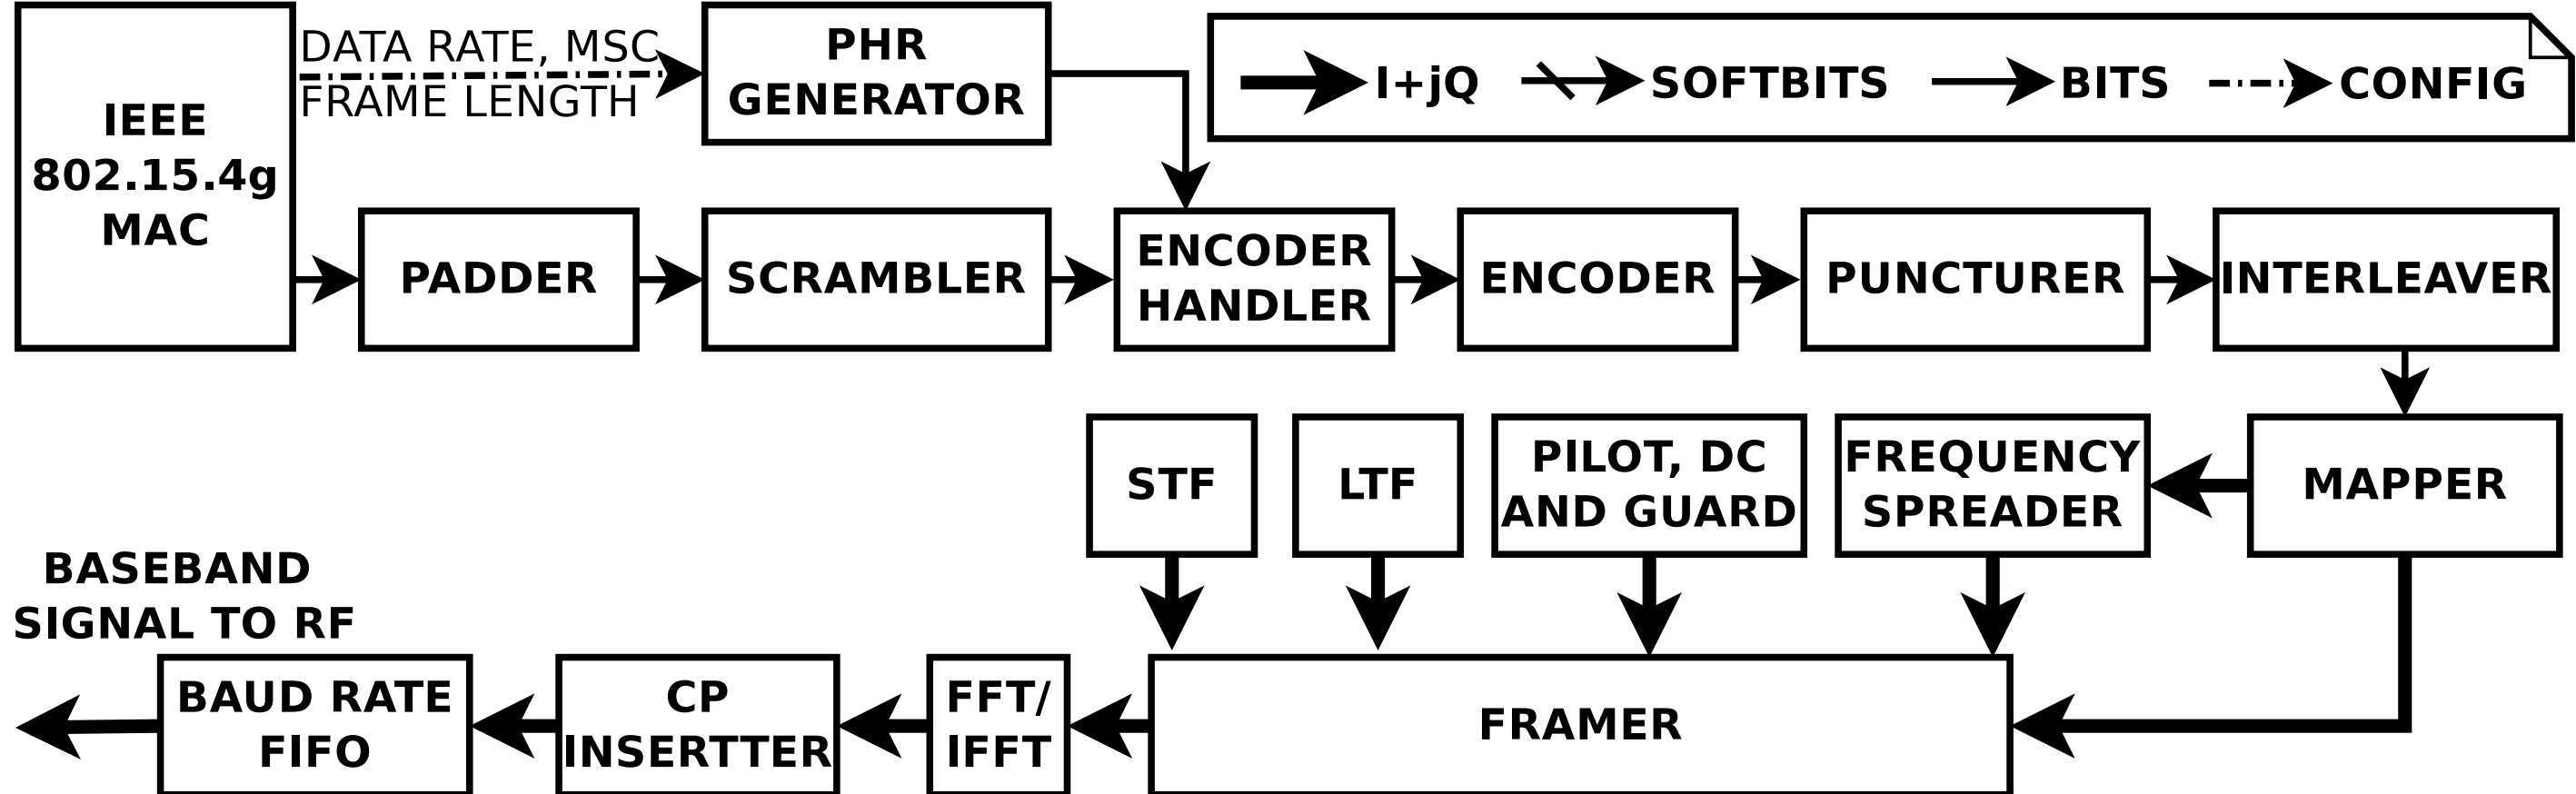 DATA RATE, MSC
FRAME LENGTH
IEEE
802.15.4g
MAC
PHR
GENERATOR
I+jQ
SOFTBITS
BITS
CONFIG
PADDER
SCRAMBLER
ENCODER
HANDLER
ENCODER
PUNCTURER
INTERLEAVER
STF
LTF
PILOT, DC
AND GUARD
FREQUENCY
SPREADER
MAPPER
BASEBAND
SIGNAL TO RF
BAUD RATE
FIFO
CP
INSERTTER
FFT/
IFFT
FRAMER